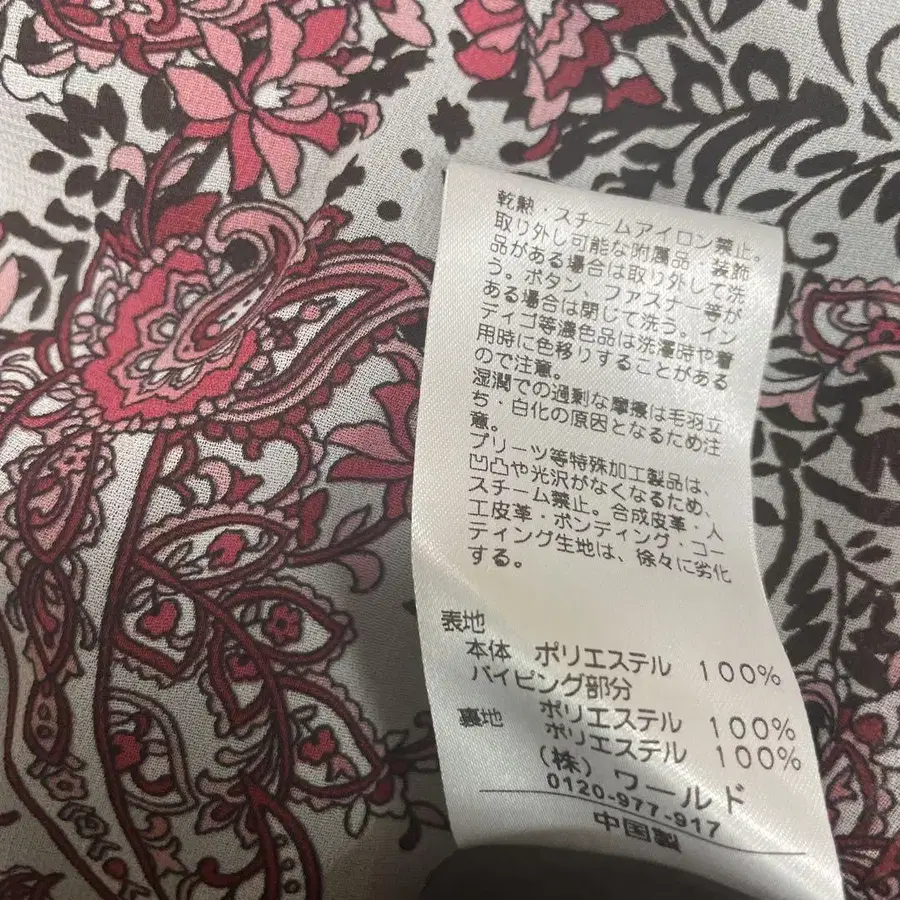 乾熱・スチームアイロン禁止。
取り外し可能な附属品・装飾
品がある場合は取り外して洗
う。ボタン、ファスナー等が
ある場合は閉じて洗う。イン
ディゴ等濃色品は洗濯時や着
用時に色移りすることがある
ので注意。
湿潤での過剰な摩擦は毛羽立
ち・白化の原因となるため注
意。
プリーツ等特殊加工製品は、
凹凸や光沢がなくなるため、
スチーム禁止。合成皮革・人
工皮革・ボンディング・コー
ティング生地は、徐々に劣化
する。
表地
本体 ポリエステル 100%
パイピング部分
ポリエステル 100%
裏地 ポリエステル 100%
(株) ワールド
0120-977-917
中国製